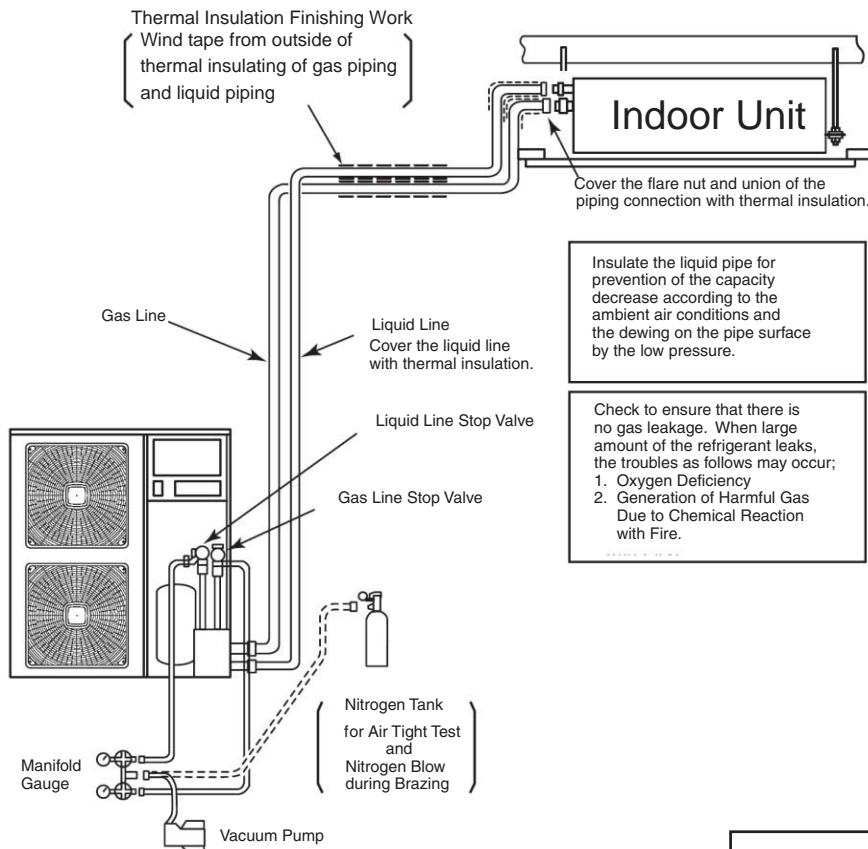 Thermal Insulation Finishing Work
Wind tape from outside of
thermal insulating of gas piping
and liquid piping
Indoor Unit
Cover the flare nut and union of the
piping connection with thermal insulation.
Insulate the liquid pipe for
prevention of the capacity
decrease according to the
ambient air conditions and
the dewing on the pipe surface
by the low pressure.
Gas Line
Liquid Line
Cover the liquid line
with thermal insulation.
Check to ensure that there is
no gas leakage. When large
amount of the refrigerant leaks,
the troubles as follows may occur;
1. Oxygen Deficiency
2. Generation of Harmful Gas
Due to Chemical Reaction
with Fire.
Liquid Line Stop Valve
Gas Line Stop Valve
Nitrogen Tank
for Air Tight Test
and
Nitrogen Blow
during Brazing
Manifold
Gauge
Vacuum Pump